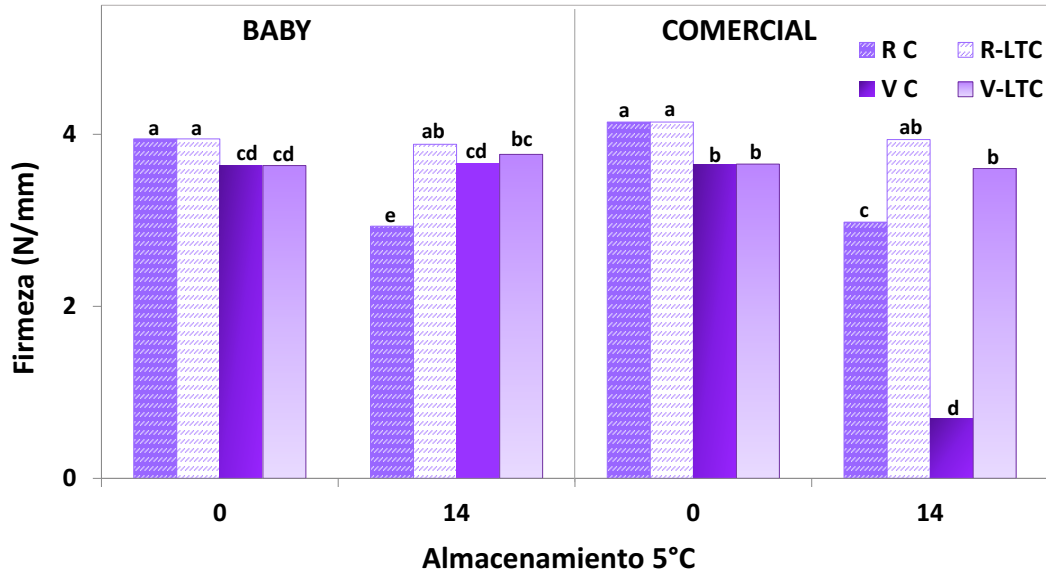 BABY
COMERCIAL
R C
R-LTC
V C
V-LTC
a a cd cd
e ab cd bc
a a b b
c ab d b
4
2
0
0 14 0 14
Firmeza (N/mm)
Almacenamiento 5°C